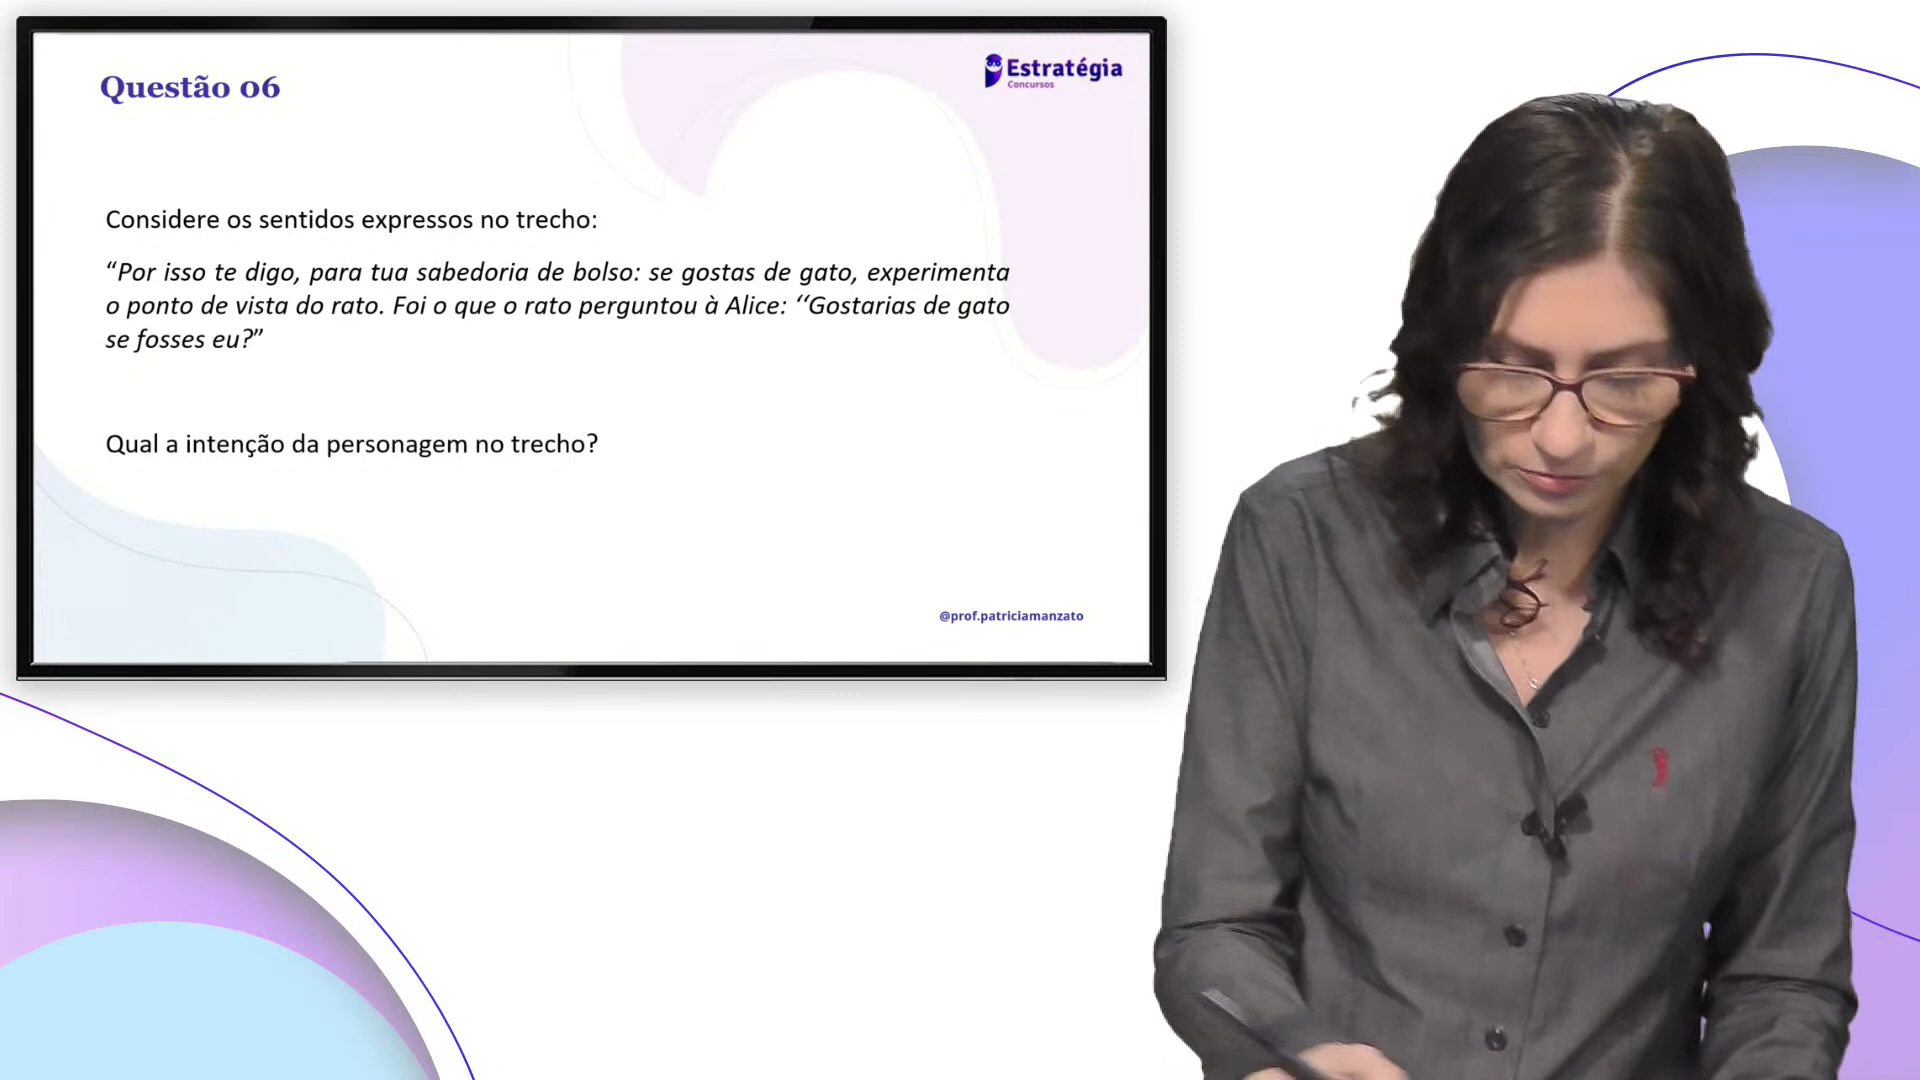 Questão 06
Estratégia
Concursos
Considere os sentidos expressos no trecho:
“Por isso te digo, para tua sabedoria de bolso: se gostas de gato, experimenta
o ponto de vista do rato. Foi o que o rato perguntou à Alice: ‘‘Gostarias de gato
se fosses eu?”
Qual a intenção da personagem no trecho?
@prof.patriciamanzato